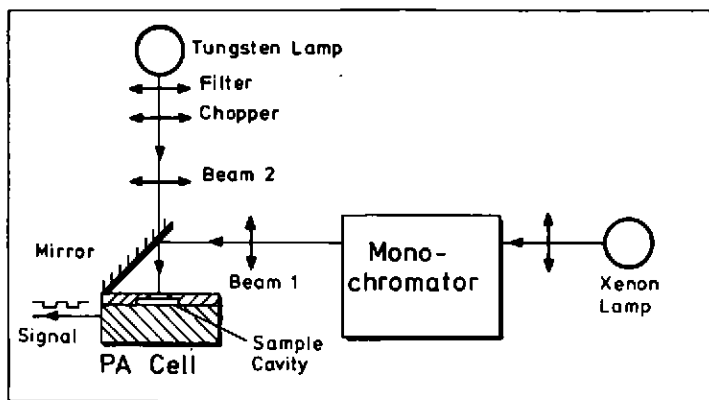 Tungsten Lamp
Filter
Chopper
Beam 2
Mirror
Beam 1
Mono-
chromator
Xenon
Lamp
Signal
Sample
Cavity
PA Cell